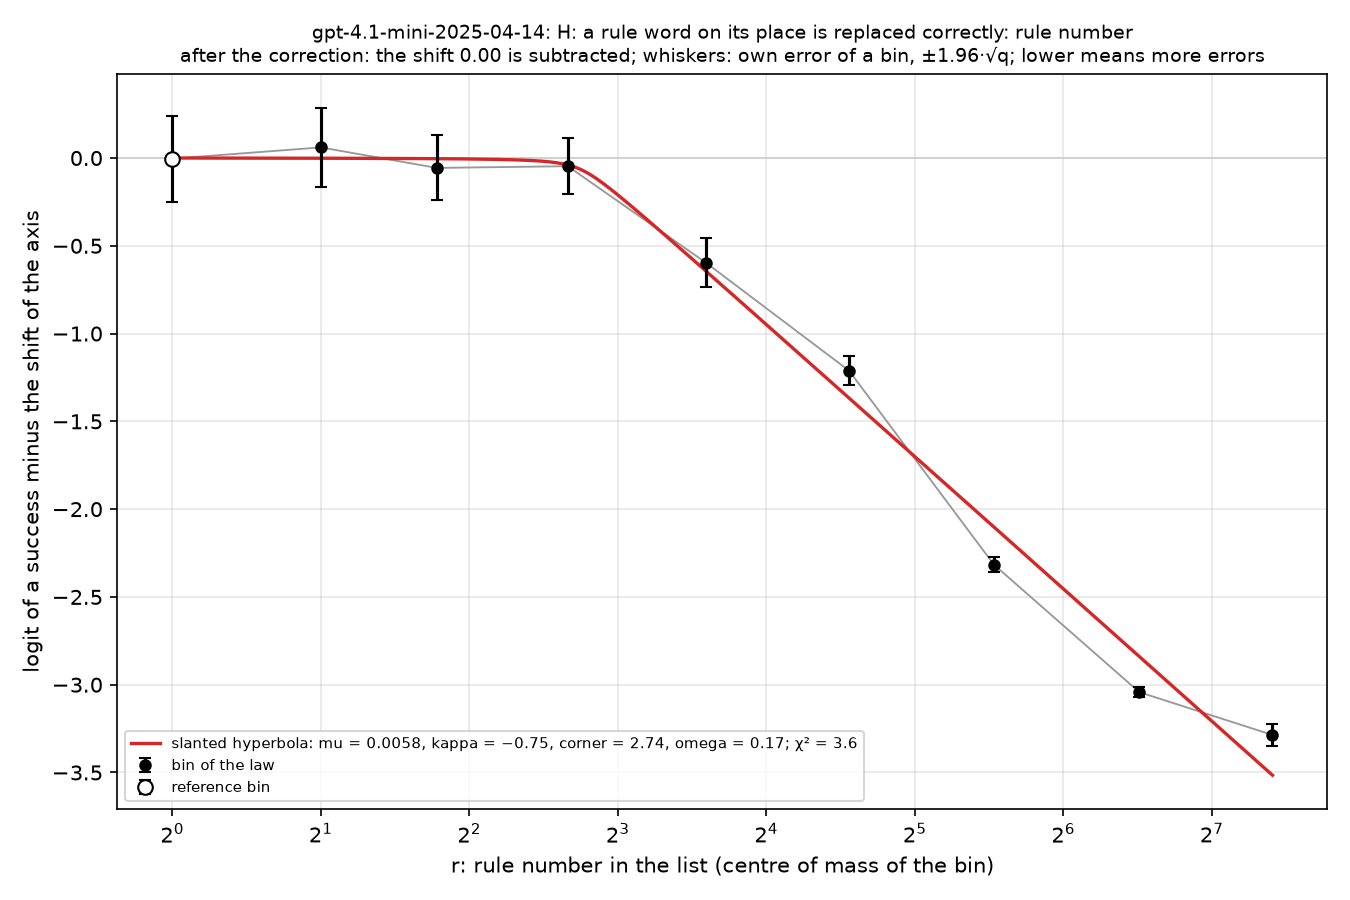 gpt-4.1-mini-2025-04-14: H: a rule word on its place is replaced correctly: rule number
after the correction: the shift 0.00 is subtracted; whiskers: own error of a bin, ±1.96·√q; lower means more errors
logit of a success minus the shift of the axis
0.0
−0.5
−1.0
−1.5
−2.0
−2.5
−3.0
−3.5
slanted hyperbola: mu = 0.0058, kappa = −0.75, corner = 2.74, omega = 0.17; χ² = 3.6
bin of the law
reference bin
2⁰ 2¹ 2² 2³ 2⁴ 2⁵ 2⁶ 2⁷
r: rule number in the list (centre of mass of the bin)